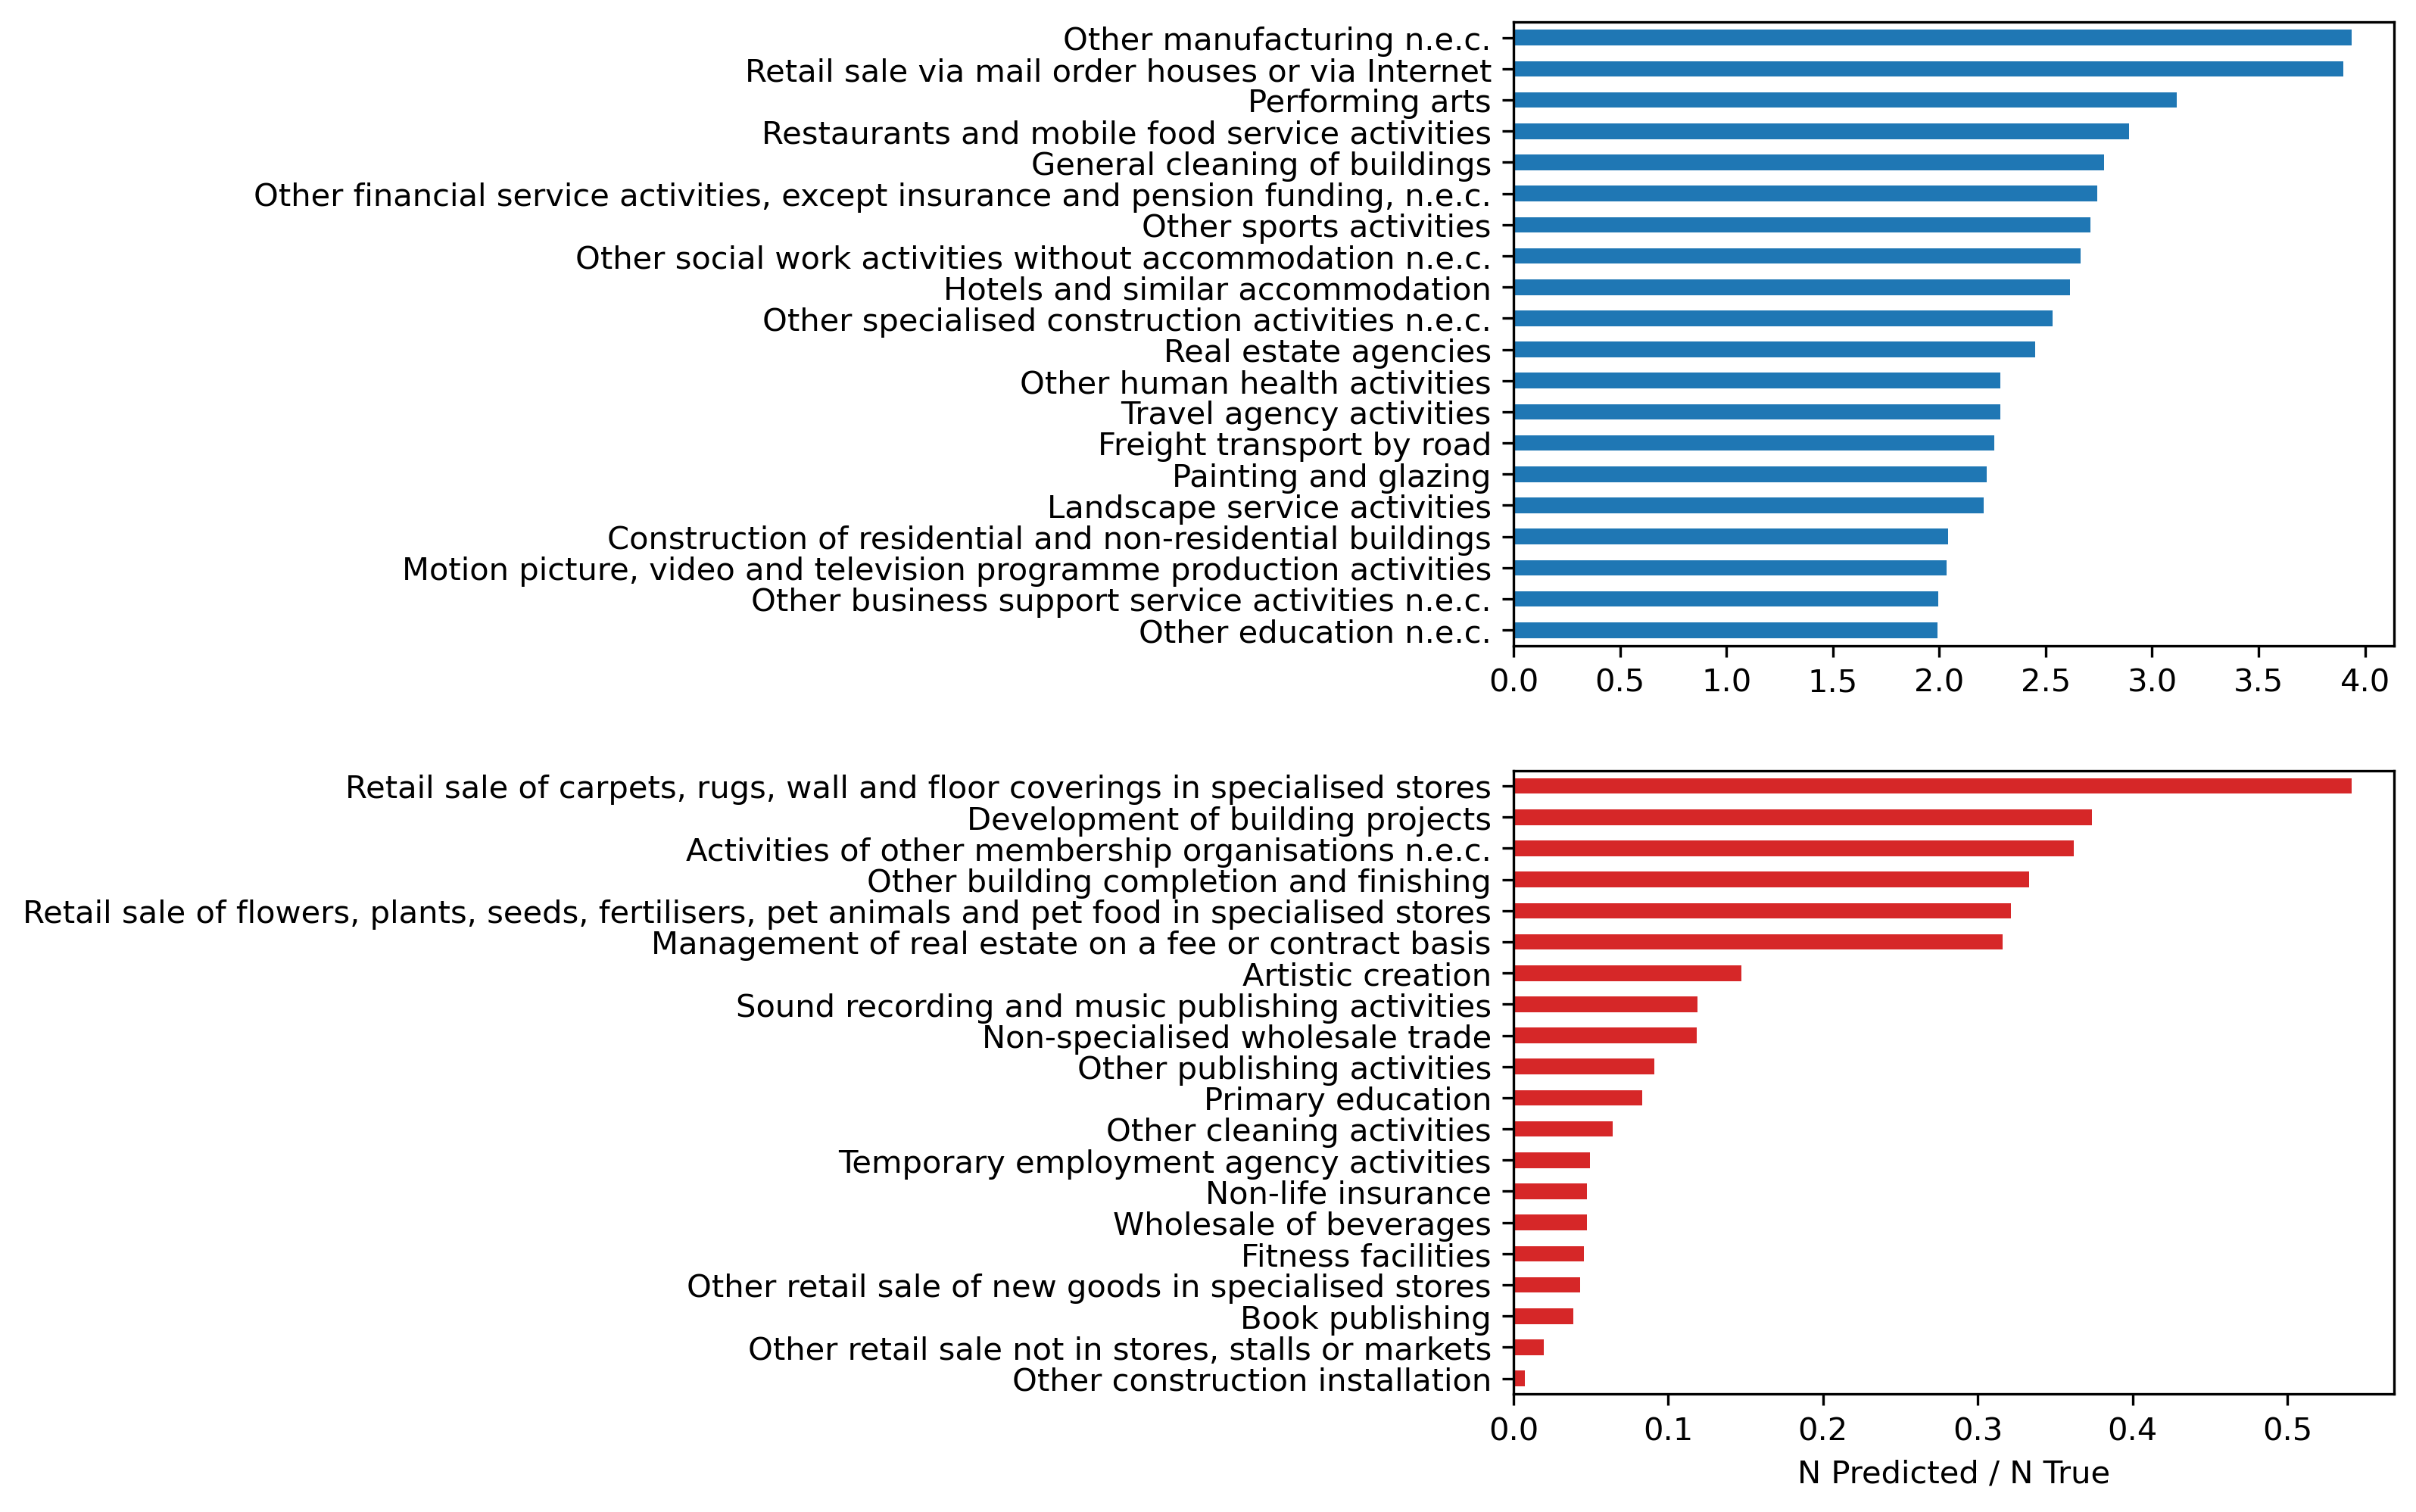 Other manufacturing n.e.c.
Retail sale via mail order houses or via Internet
Performing arts
Restaurants and mobile food service activities
General cleaning of buildings
Other financial service activities, except insurance and pension funding, n.e.c.
Other sports activities
Other social work activities without accommodation n.e.c.
Hotels and similar accommodation
Other specialised construction activities n.e.c.
Real estate agencies
Other human health activities
Travel agency activities
Freight transport by road
Painting and glazing
Landscape service activities
Construction of residential and non-residential buildings
Motion picture, video and television programme production activities
Other business support service activities n.e.c.
Other education n.e.c.
0.0 0.5 1.0 1.5 2.0 2.5 3.0 3.5 4.0
Retail sale of carpets, rugs, wall and floor coverings in specialised stores
Development of building projects
Activities of other membership organisations n.e.c.
Other building completion and finishing
Retail sale of flowers, plants, seeds, fertilisers, pet animals and pet food in specialised stores
Management of real estate on a fee or contract basis
Artistic creation
Sound recording and music publishing activities
Non-specialised wholesale trade
Other publishing activities
Primary education
Other cleaning activities
Temporary employment agency activities
Non-life insurance
Wholesale of beverages
Fitness facilities
Other retail sale of new goods in specialised stores
Book publishing
Other retail sale not in stores, stalls or markets
Other construction installation
0.0 0.1 0.2 0.3 0.4 0.5
N Predicted / N True